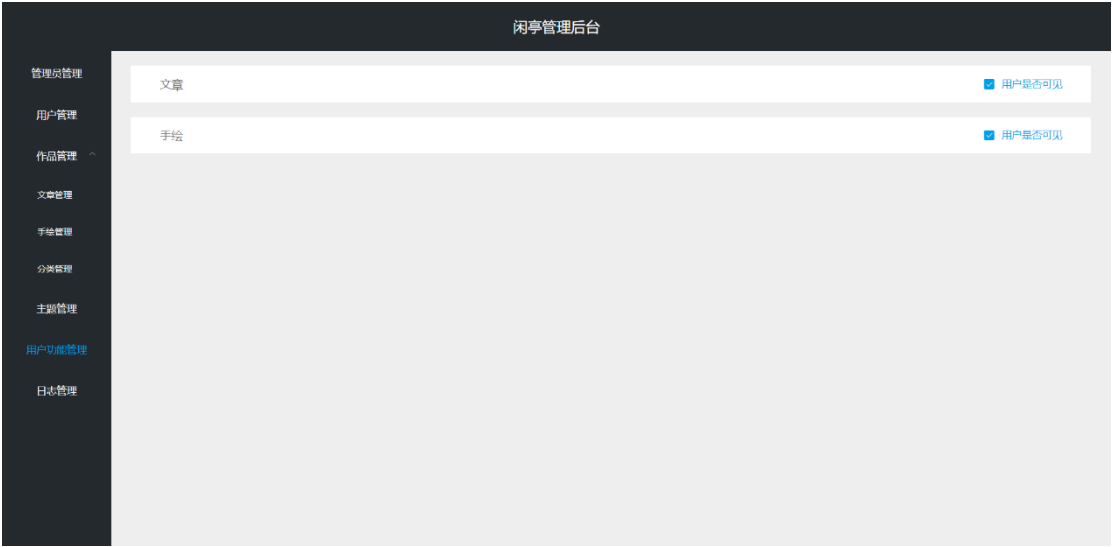 闲亭管理后台
管理员管理
用户管理
作品管理
文章管理
手绘管理
分类管理
主题管理
用户功能管理
日志管理
文章 用户是否可见
手绘 用户是否可见